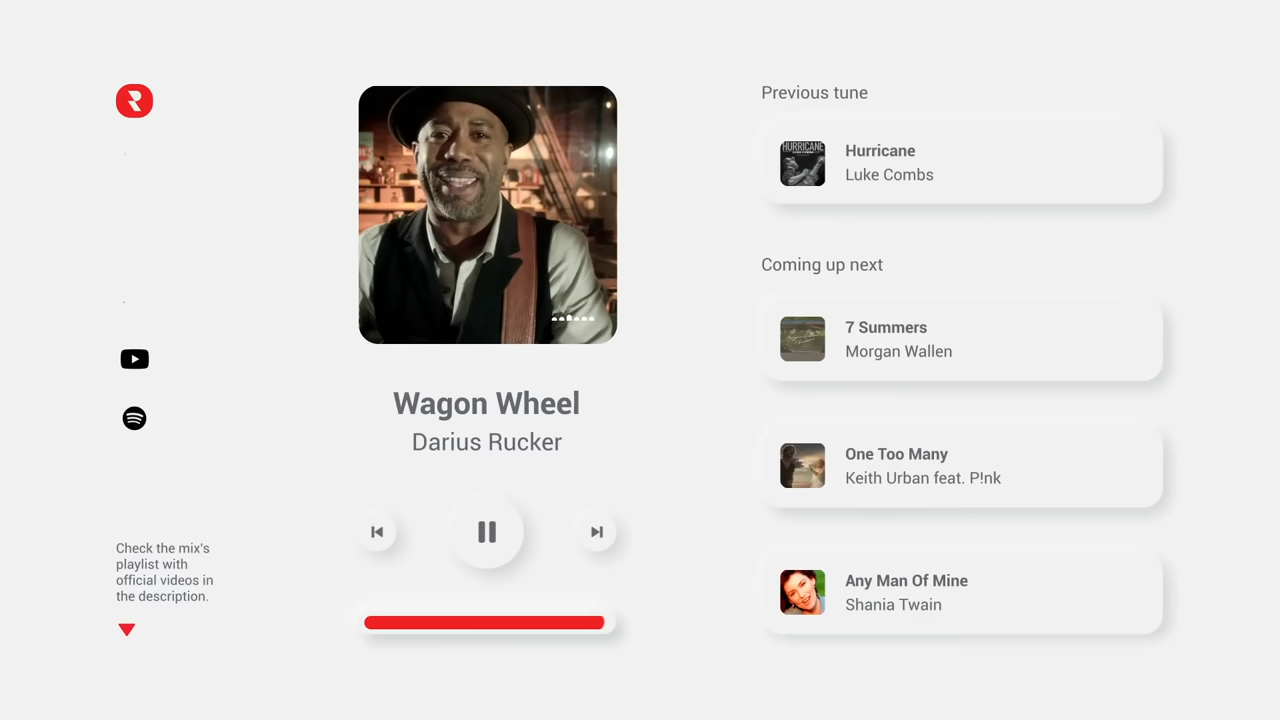 Previous tune
HURRICANE
Hurricane
Luke Combs
Coming up next
7 Summers
Morgan Wallen
Wagon Wheel
Darius Rucker
One Too Many
Keith Urban feat. P!nk
Check the mix's
playlist with
official videos in
the description.
Any Man Of Mine
Shania Twain